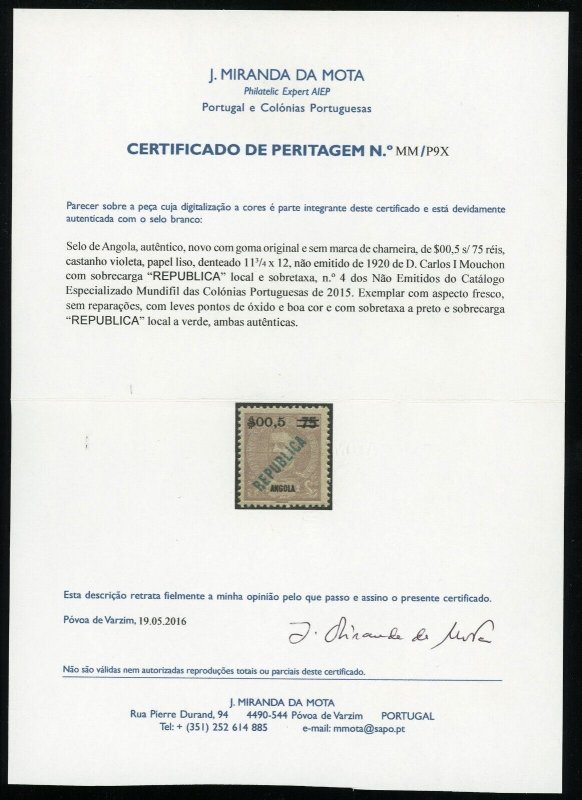 J. MIRANDA DA MOTA
Philatelic Expert AIEP
Portugal e Colónias Portuguesas
CERTIFICADO DE PERITAGEM N.º MM/P9X
Parecer sobre a peça cuja digitalização a cores é parte integrante deste certificado e está devidamente
autenticada com o selo branco:
Selo de Angola, autêntico, novo com goma original e sem marca de charneira, de $00,5 s/ 75 réis,
castanho violeta, papel liso, denteado 11³/₄ x 12, não emitido de 1920 de D. Carlos I Mouchon
com sobrecarga “REPUBLICA” local e sobretaxa, n.º 4 dos Não Emitidos do Catálogo
Especializado Mundifil das Colónias Portuguesas de 2015. Exemplar com aspecto fresco,
sem reparações, com leves pontos de óxido e boa cor e com sobretaxa a preto e sobrecarga
“REPUBLICA” local a verde, ambas autênticas.
$00,5 75
REPUBLICA
ANGOLA
Esta descrição retrata fielmente a minha opinião pelo que passo e assino o presente certificado.
Póvoa de Varzim, 19.05.2016
J. Miranda da Mota
Não são válidas nem autorizadas reproduções totais ou parciais deste certificado.
J. MIRANDA DA MOTA
Rua Pierre Durand, 94 4490-544 Póvoa de Varzim PORTUGAL
Tel: + (351) 252 614 885 e-mail: mmota@sapo.pt